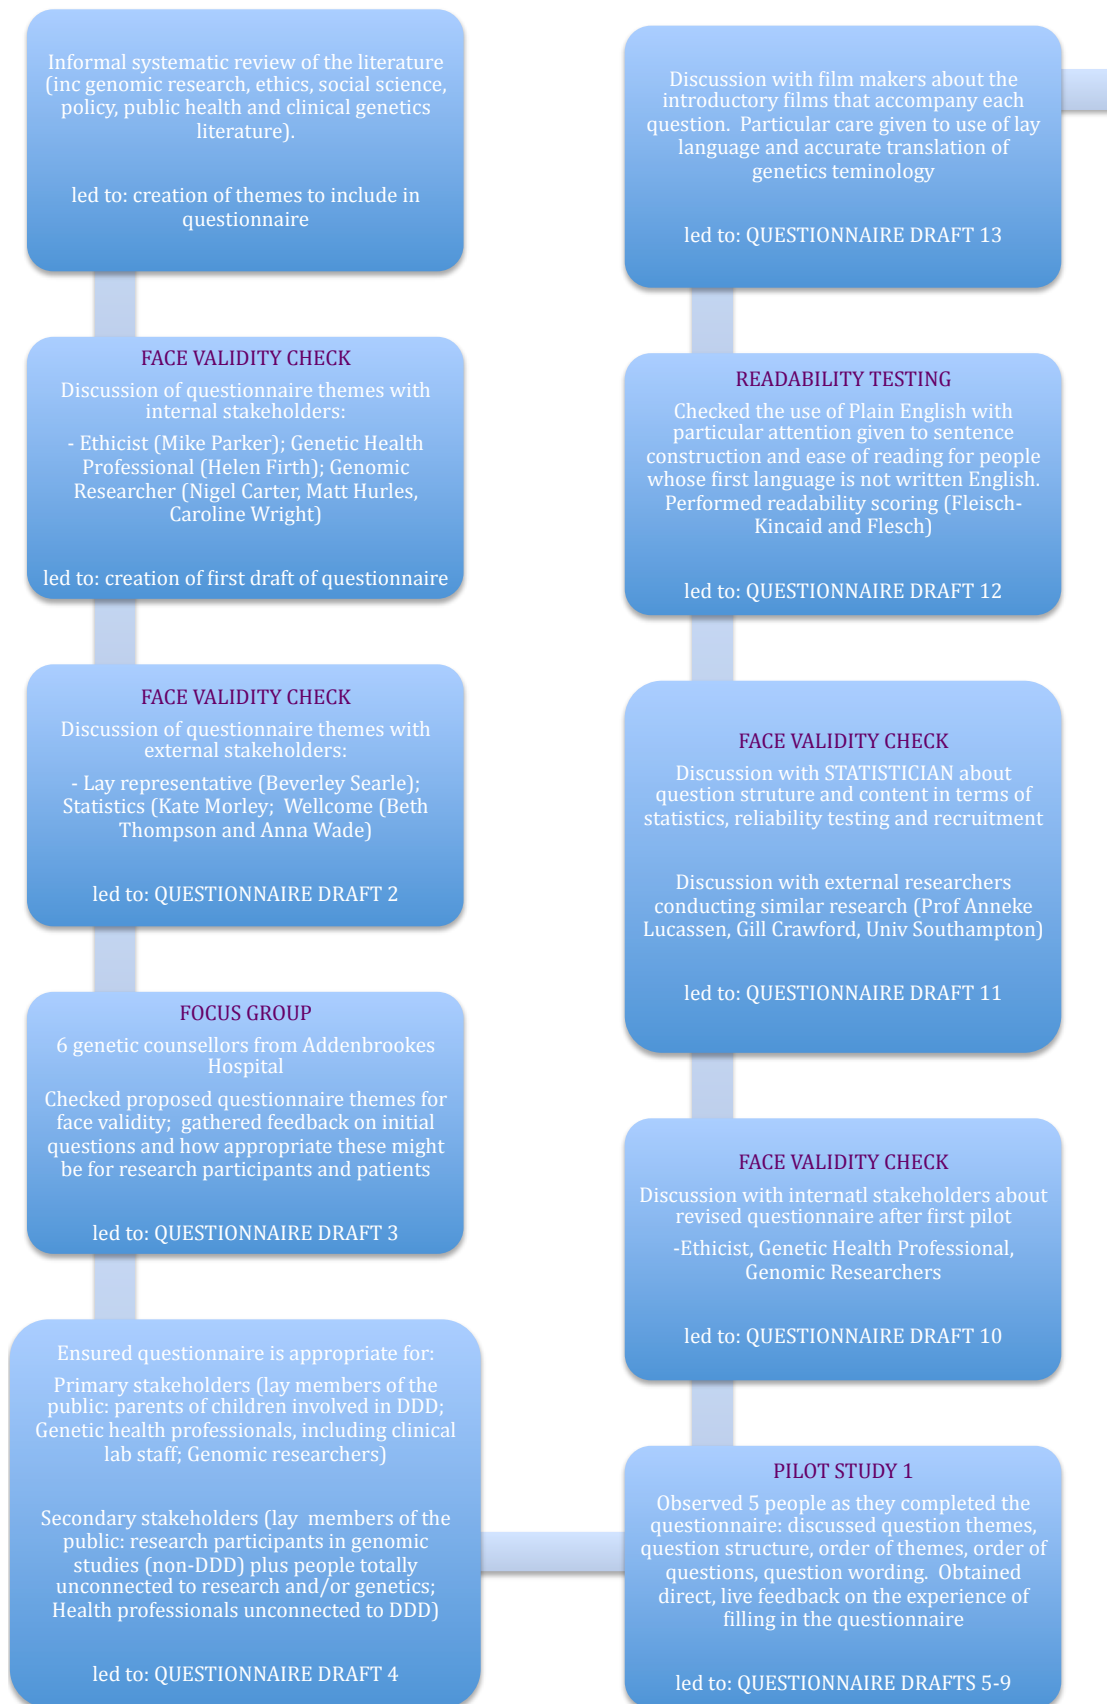 Informal systematic review of the literature
(inc genomic research, ethics, social science,
policy, public health and clinical genetics
literature).
led to: creation of themes to include in
questionnaire
FACE VALIDITY CHECK
Discussion of questionnaire themes with
internal stakeholders:
- Ethicist (Mike Parker); Genetic Health
Professional (Helen Firth); Genomic
Researcher (Nigel Carter, Matt Hurles,
Caroline Wright)
led to: creation of first draft of questionnaire
FACE VALIDITY CHECK
Discussion of questionnaire themes with
external stakeholders:
- Lay representative (Beverley Searle);
Statistics (Kate Morley;  Wellcome (Beth
Thompson and Anna Wade)
led to: QUESTIONNAIRE DRAFT 2
FOCUS GROUP
6 genetic counsellors from Addenbrookes
Hospital
Checked proposed questionnaire themes for
face validity;  gathered feedback on initial
questions and how appropriate these might
be for research participants and patients
led to: QUESTIONNAIRE DRAFT 3
Ensured questionnaire is appropriate for:
Primary stakeholders (lay members of the
public: parents of children involved in DDD;
Genetic health professionals, including clinical
lab staff; Genomic researchers)
Secondary stakeholders (lay  members of the
public: research participants in genomic
studies (non-DDD) plus people totally
unconnected to research and/or genetics;
Health professionals unconnected to DDD)
led to: QUESTIONNAIRE DRAFT 4
PILOT STUDY 1
Observed 5 people as they completed the
questionnaire: discussed question themes,
question structure, order of themes, order of
questions, question wording.  Obtained
direct, live feedback on the experience of
filling in the questionnaire
led to: QUESTIONNAIRE DRAFTS 5-9
FACE VALIDITY CHECK
Discussion with internatl stakeholders about
revised questionnaire after first pilot
-Ethicist, Genetic Health Professional,
Genomic Researchers
led to: QUESTIONNAIRE DRAFT 10
FACE VALIDITY CHECK
Discussion with STATISTICIAN about
question struture and content in terms of
statistics, reliability testing and recruitment
Discussion with external researchers
conducting similar research (Prof Anneke
Lucassen, Gill Crawford, Univ Southampton)
led to: QUESTIONNAIRE DRAFT 11
READABILITY TESTING
Checked the use of Plain English with
particular attention given to sentence
construction and ease of reading for people
whose first language is not written English.
Performed readability scoring (Fleisch-
Kincaid and Flesch)
led to: QUESTIONNAIRE DRAFT 12
Discussion with film makers about the
introductory films that accompany each
question.  Particular care given to use of lay
language and accurate translation of
genetics teminology
led to: QUESTIONNAIRE DRAFT 13